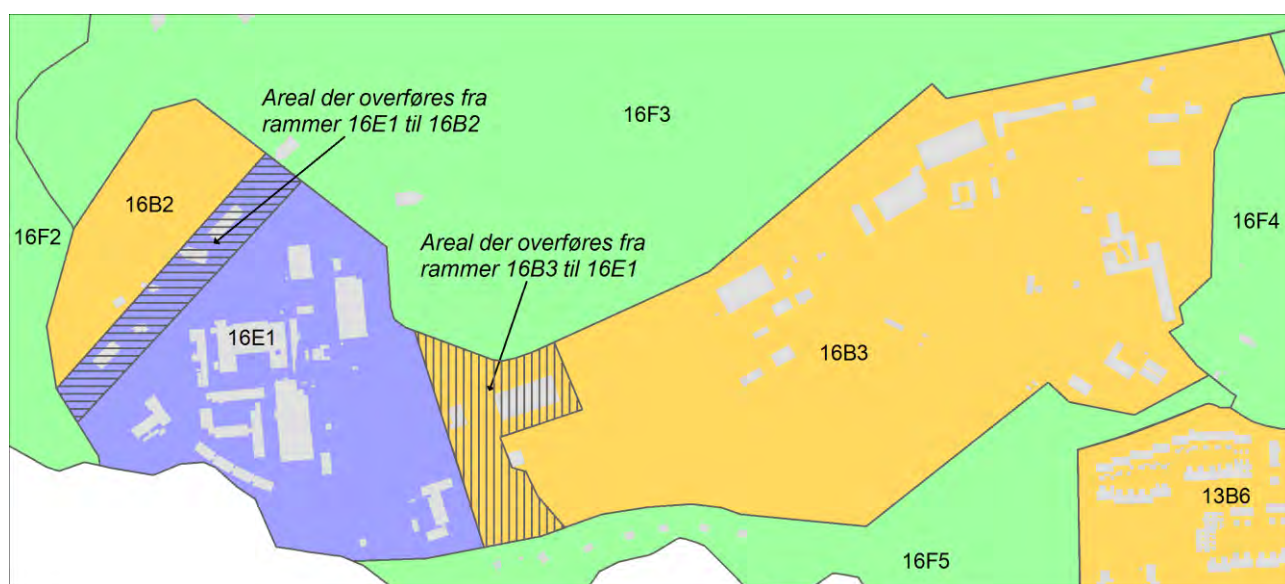 Areal der overføres fra
rammer 16E1 til 16B2
16F3
16B2
16F2
16F4
Areal der overføres fra
rammer 16B3 til 16E1
16E1
16B3
13B6
16F5